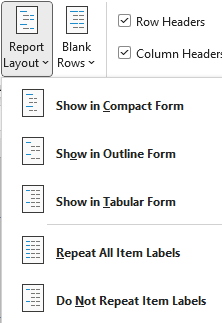 Report Layout
Blank Rows
Row Headers
Column Headers
Show in Compact Form
Show in Outline Form
Show in Tabular Form
Repeat All Item Labels
Do Not Repeat Item Labels